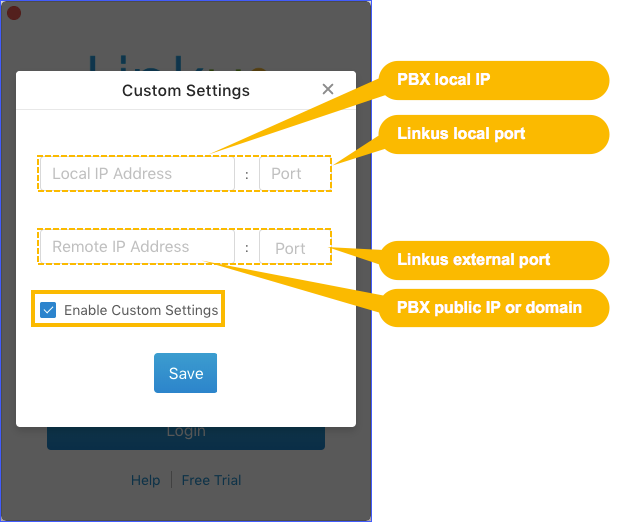 Linkus
Custom Settings
PBX local IP
Linkus local port
Local IP Address : Port
Remote IP Address : Port
Linkus external port
PBX public IP or domain
Enable Custom Settings
Save
Login
Help Free Trial